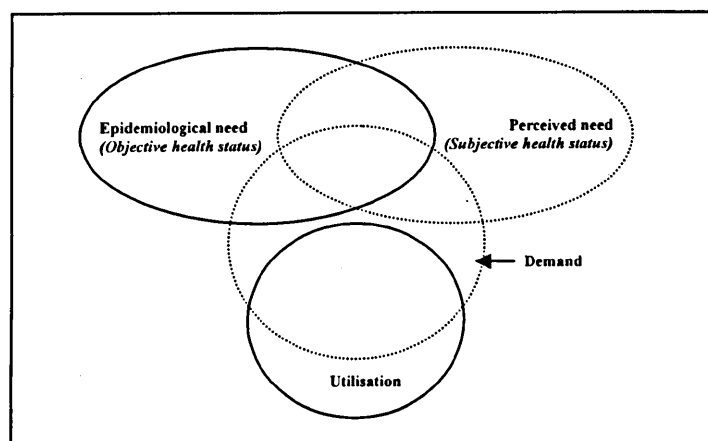 Epidemiological need
(Objective health status)
Perceived need
(Subjective health status)
Demand
Utilisation